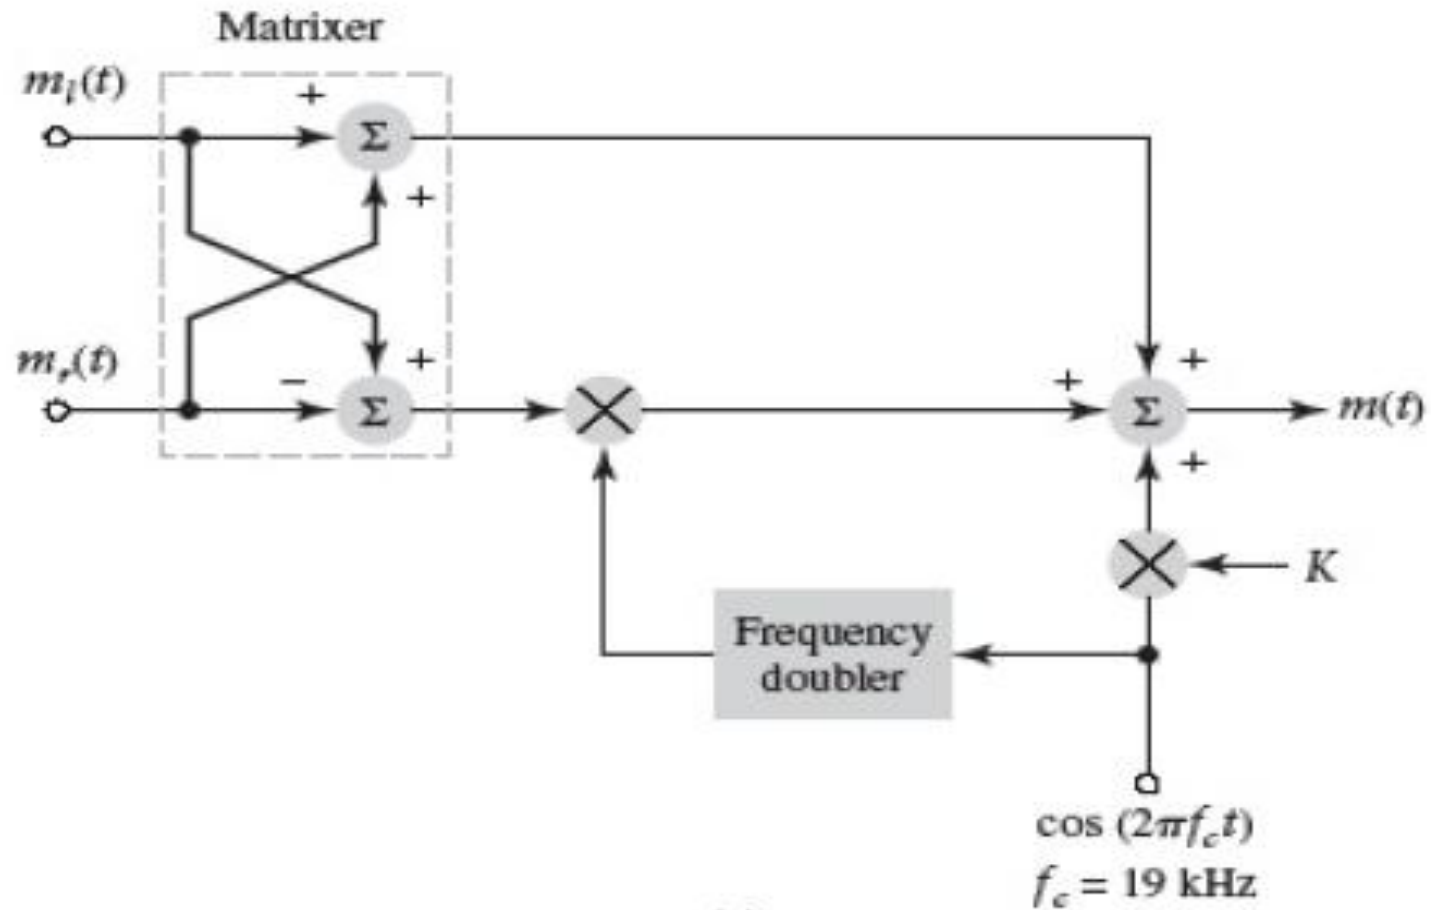 Matrixer
m_l(t)
+
Σ
+
m_r(t)
−
+
Σ
+
+
Σ
m(t)
+
K
Frequency
doubler
cos (2πf_c t)
f_c = 19 kHz